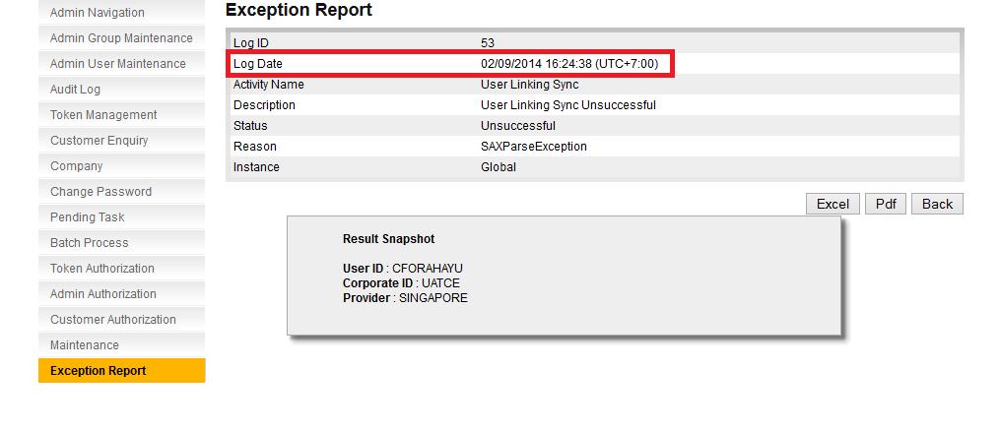 Admin Navigation
Admin Group Maintenance
Admin User Maintenance
Audit Log
Token Management
Customer Enquiry
Company
Change Password
Pending Task
Batch Process
Token Authorization
Admin Authorization
Customer Authorization
Maintenance
Exception Report
Exception Report
Log ID 53
Log Date 02/09/2014 16:24:38 (UTC+7:00)
Activity Name User Linking Sync
Description User Linking Sync Unsuccessful
Status Unsuccessful
Reason SAXParseException
Instance Global
Excel Pdf Back
Result Snapshot
User ID : CFORAHAYU
Corporate ID : UATCE
Provider : SINGAPORE